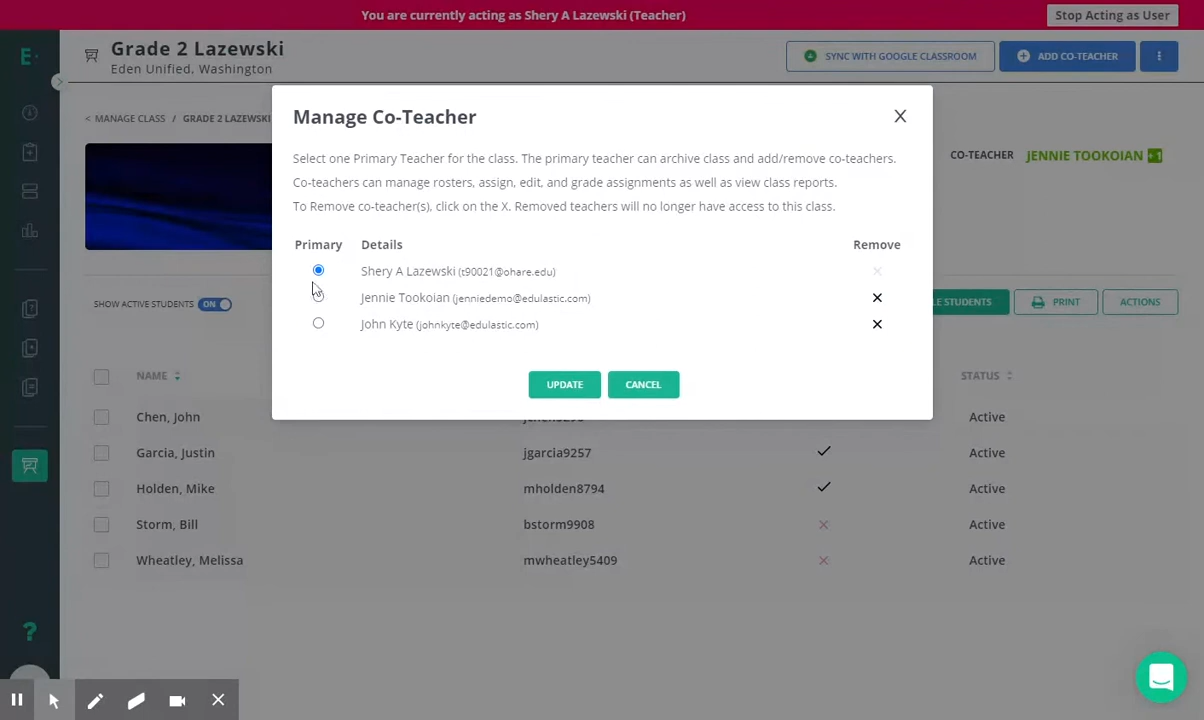 You are currently acting as Shery A Lazewski (Teacher)
Stop Acting as User
E
Grade 2 Lazewski
Eden Unified, Washington
SYNC WITH GOOGLE CLASSROOM
ADD CO-TEACHER
< MANAGE CLASS / GRADE 2 LAZEWSKI
CO-TEACHER JENNIE TOOKOIAN +1
Manage Co-Teacher
X
Select one Primary Teacher for the class. The primary teacher can archive class and add/remove co-teachers.
Co-teachers can manage rosters, assign, edit, and grade assignments as well as view class reports.
To Remove co-teacher(s), click on the X. Removed teachers will no longer have access to this class.
Primary Details Remove
Shery A Lazewski (t90021@ohare.edu)
Jennie Tookoian (jenniedemo@edulastic.com)
John Kyte (johnkyte@edulastic.com)
UPDATE CANCEL
SHOW ACTIVE STUDENTS ON
LE STUDENTS
PRINT
ACTIONS
NAME STATUS
Chen, John Active
Garcia, Justin jgarcia9257 Active
Holden, Mike mholden8794 Active
Storm, Bill bstorm9908 Active
Wheatley, Melissa mwheatley5409 Active
?